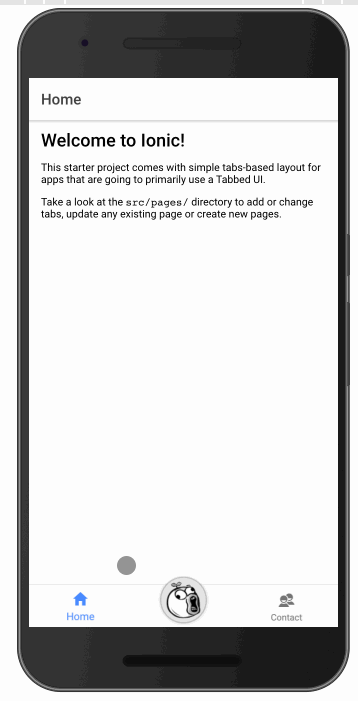 Home
Welcome to Ionic!
This starter project comes with simple tabs-based layout for
apps that are going to primarily use a Tabbed UI.
Take a look at the src/pages/ directory to add or change
tabs, update any existing page or create new pages.
Home
Contact